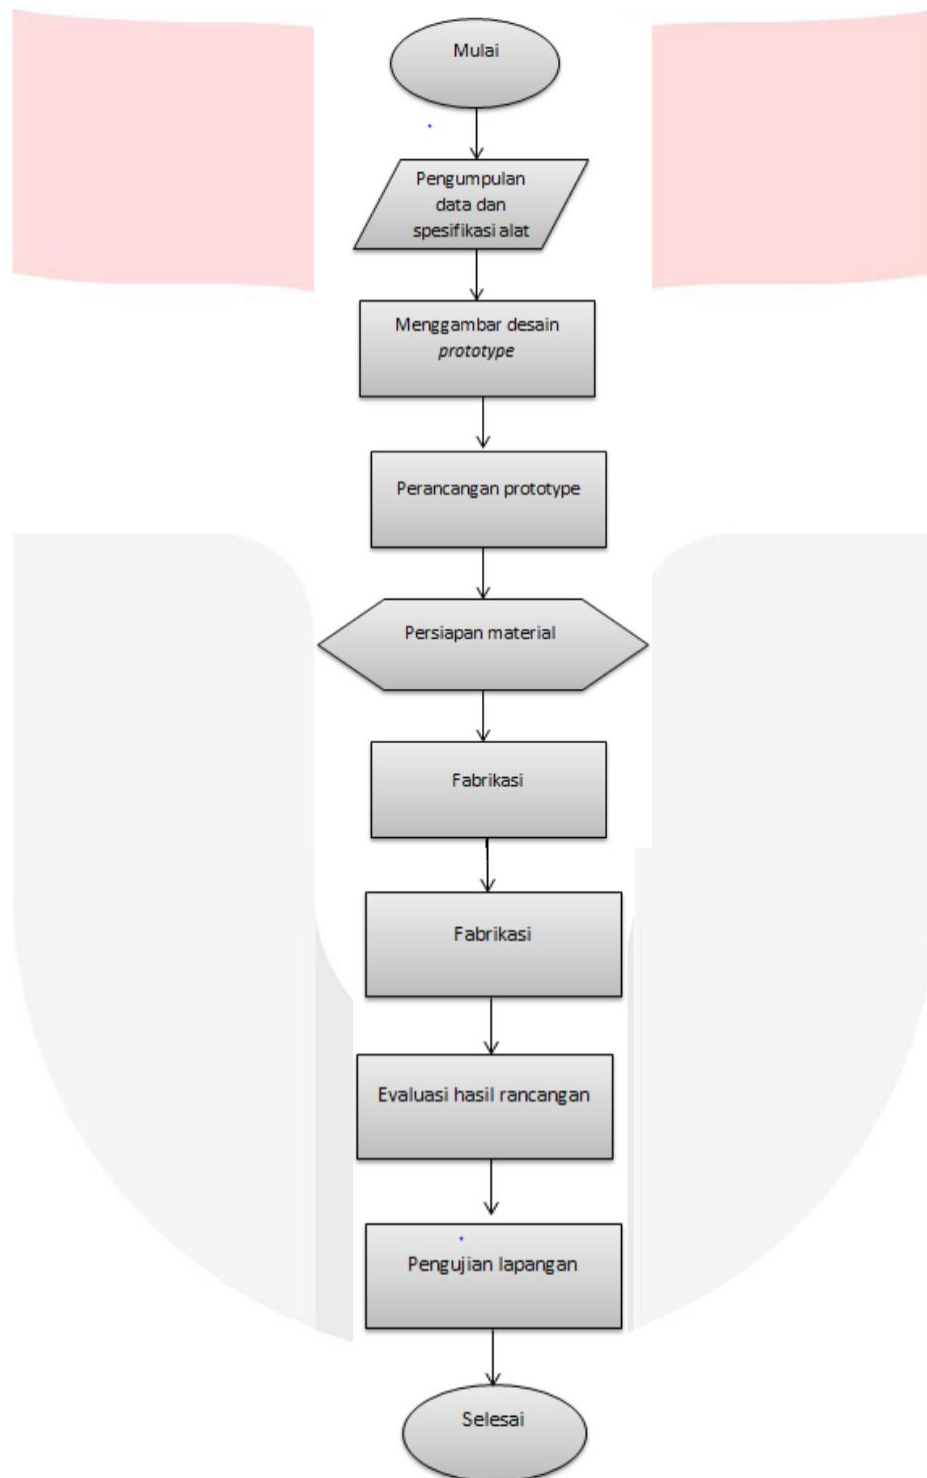 Mulai
Pengumpulan
data dan
spesifikasi alat
Menggambar desain
prototype
Perancangan prototype
Persiapan material
Fabrikasi
Fabrikasi
Evaluasi hasil rancangan
Pengujian lapangan
Selesai